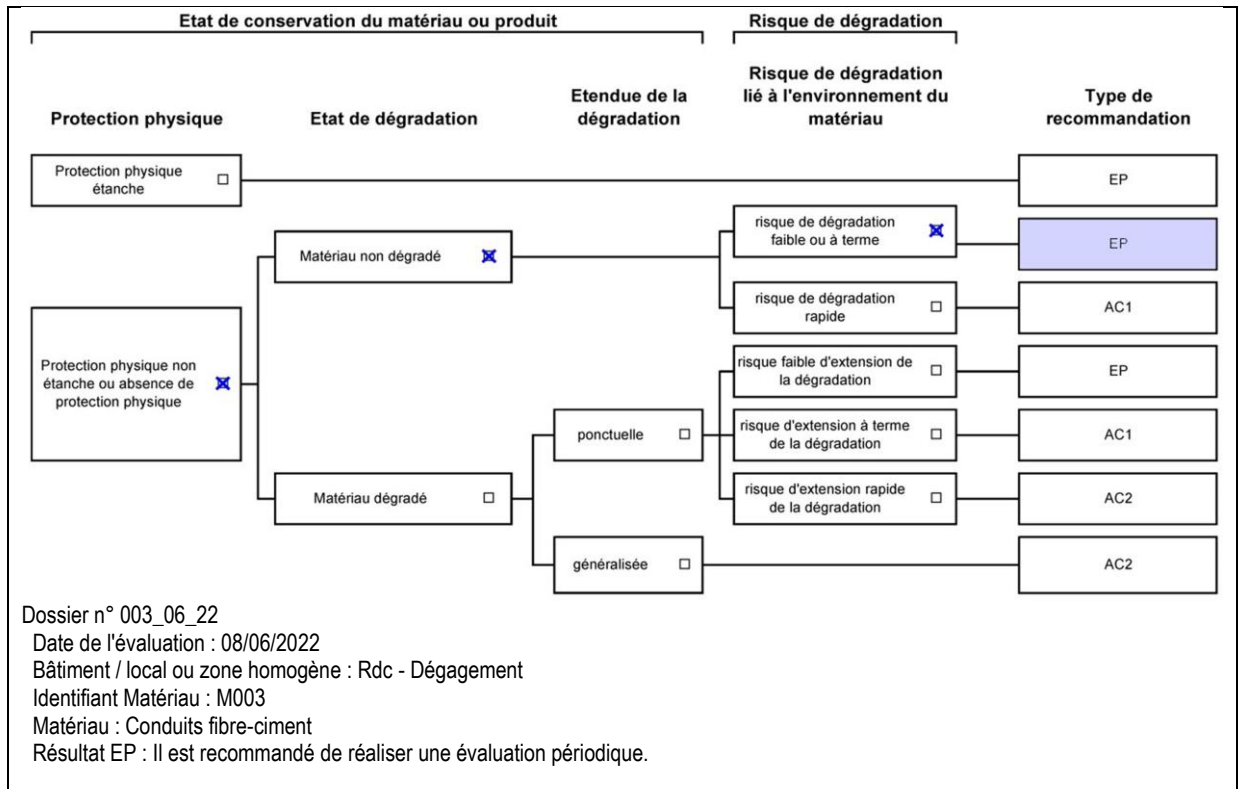 Etat de conservation du matériau ou produit
Risque de dégradation
Protection physique
Etat de dégradation
Etendue de la
dégradation
Risque de dégradation
lié à l'environnement du
matériau
Type de
recommandation
Protection physique
étanche
EP
risque de dégradation
faible ou à terme
EP
Matériau non dégradé
risque de dégradation
rapide
AC1
Protection physique non
étanche ou absence de
protection physique
risque faible d'extension de
la dégradation
EP
ponctuelle
risque d'extension à terme
de la dégradation
AC1
Matériau dégradé
risque d'extension rapide
de la dégradation
AC2
généralisée
AC2
Dossier n° 003_06_22
Date de l'évaluation : 08/06/2022
Bâtiment / local ou zone homogène : Rdc - Dégagement
Identifiant Matériau : M003
Matériau : Conduits fibre-ciment
Résultat EP : Il est recommandé de réaliser une évaluation périodique.